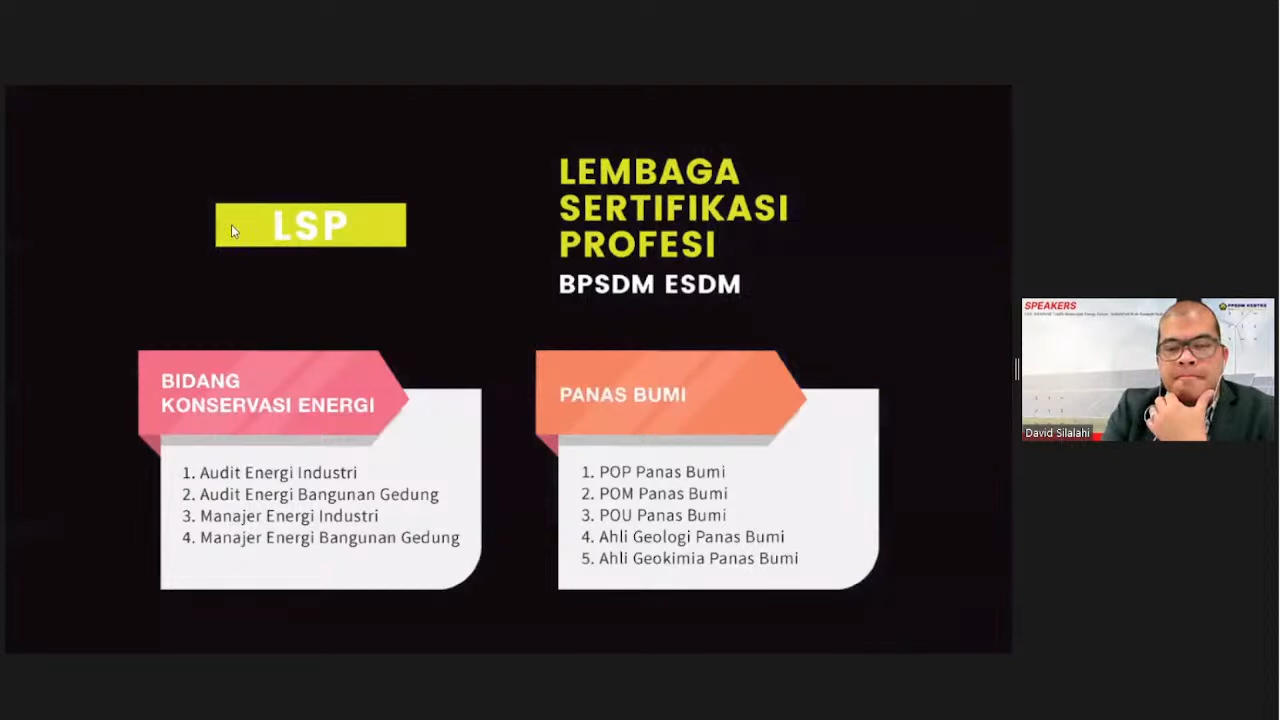 LSP
LEMBAGA
SERTIFIKASI
PROFESI
BPSDM ESDM
BIDANG
KONSERVASI ENERGI
1. Audit Energi Industri
2. Audit Energi Bangunan Gedung
3. Manajer Energi Industri
4. Manajer Energi Bangunan Gedung
PANAS BUMI
1. POP Panas Bumi
2. POM Panas Bumi
3. POU Panas Bumi
4. Ahli Geologi Panas Bumi
5. Ahli Geokimia Panas Bumi
SPEAKERS
PPSDM KEBTKE
David Silalahi